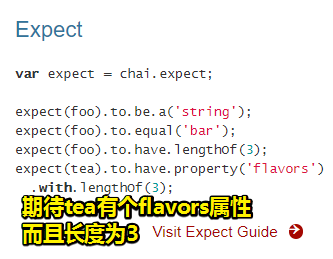 Expect
var expect = chai.expect;
expect(foo).to.be.a('string');
expect(foo).to.equal('bar');
expect(foo).to.have.lengthOf(3);
expect(tea).to.have.property('flavors')
.with.lengthOf(3);
期待tea有个flavors属性
而且长度为3
Visit Expect Guide